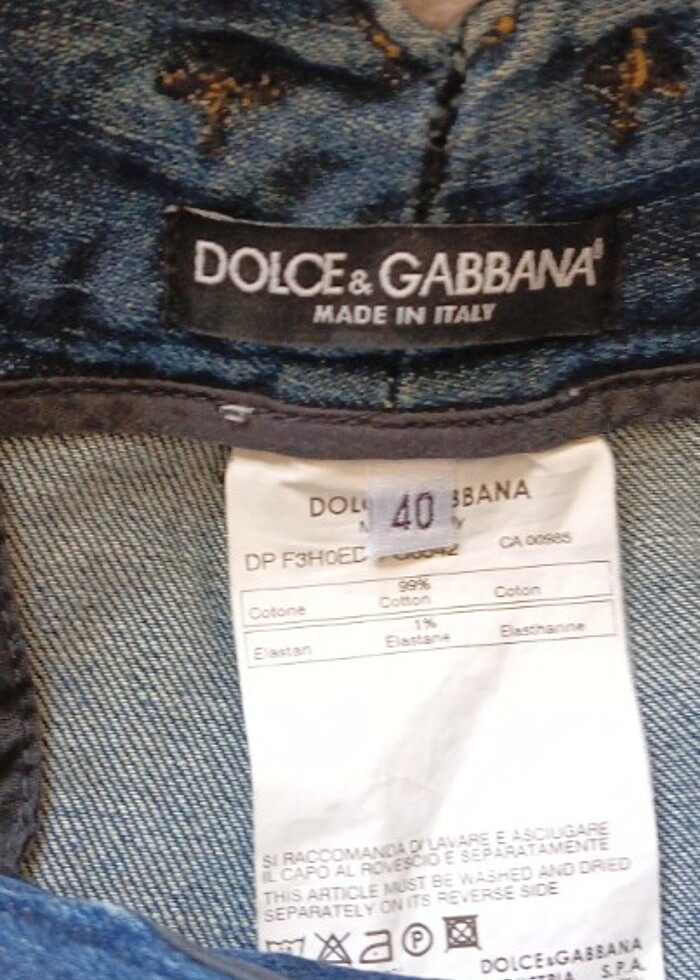 DOLCE & GABBANA
MADE IN ITALY
40
DP F3H0ED
CA 00985
99%
Cotone Cotton Coton
1%
Elastan Elastane Elasthanne
SI RACCOMANDA DI LAVARE E ASCIUGARE
IL CAPO AL ROVESCIO E SEPARATAMENTE
THIS ARTICLE MUST BE WASHED AND DRIED
SEPARATELY ON ITS REVERSE SIDE
P
DOLCE&GABBANA
S.P.A.